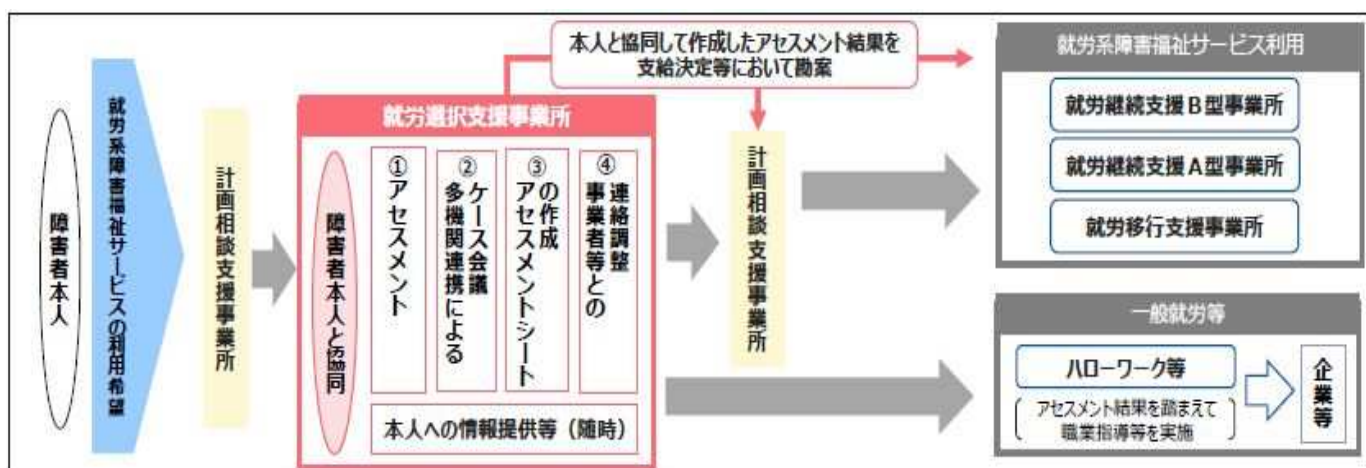 障害者本人
就労系障害福祉サービスの利用希望
計画相談支援事業所
就労選択支援事業所
障害者本人と協同
①アセスメント
②多機関連携による
ケース会議
③アセスメントシート
の作成
④事業者等との
連絡調整
本人への情報提供等（随時）
本人と協同して作成したアセスメント結果を
支給決定等において勘案
計画相談支援事業所
就労系障害福祉サービス利用
就労継続支援B型事業所
就労継続支援A型事業所
就労移行支援事業所
一般就労等
ハローワーク等
アセスメント結果を踏まえて
職業指導等を実施
企業等